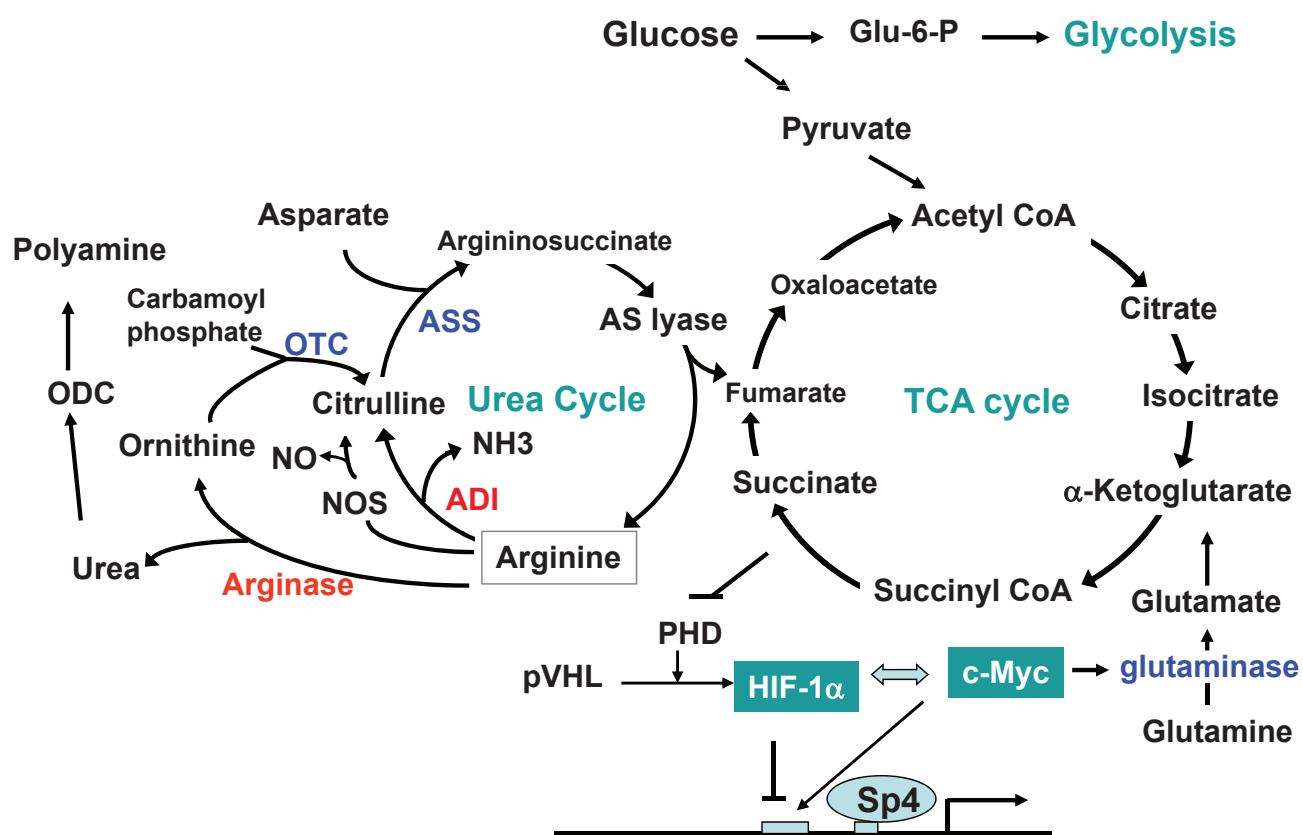 Glucose
Glu-6-P
Glycolysis
Pyruvate
Acetyl CoA
Asparate
Argininosuccinate
Polyamine
Oxaloacetate
Carbamoyl
phosphate
Citrate
ASS
AS lyase
OTC
ODC
Citrulline
Urea Cycle
Fumarate
TCA cycle
Isocitrate
Ornithine
NO
NH3
Succinate
α-Ketoglutarate
NOS
ADI
Arginine
Urea
Arginase
Succinyl CoA
Glutamate
PHD
pVHL
HIF-1α
c-Myc
glutaminase
Glutamine
Sp4